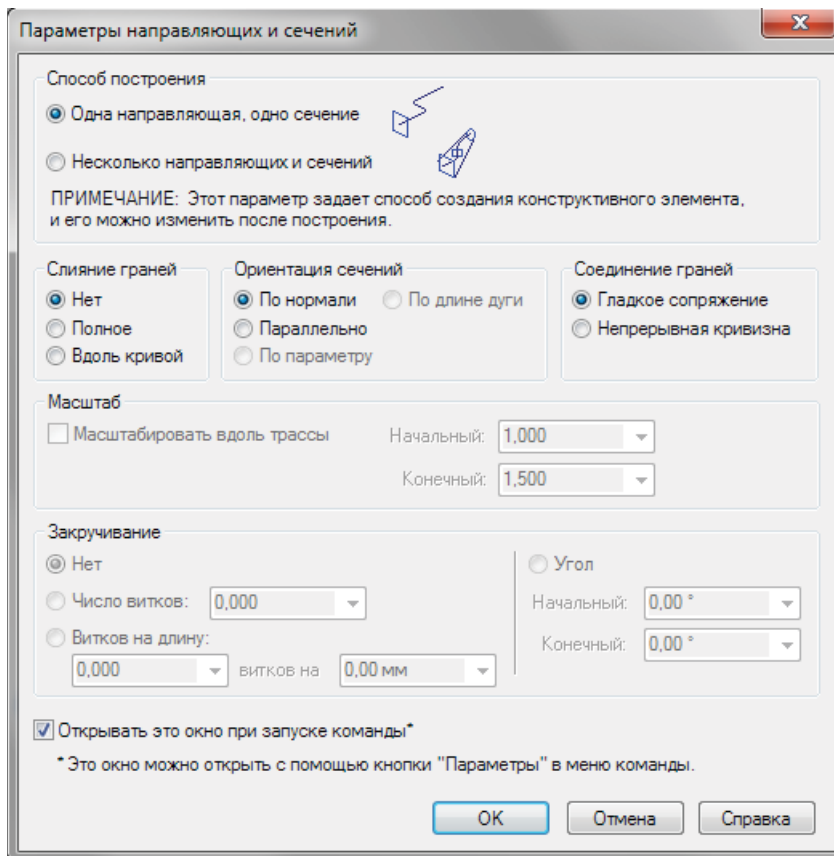 Параметры направляющих и сечений
Способ построения
Одна направляющая, одно сечение
Несколько направляющих и сечений
ПРИМЕЧАНИЕ: Этот параметр задает способ создания конструктивного элемента,
и его можно изменить после построения.
Слияние граней
Нет
Полное
Вдоль кривой
Ориентация сечений
По нормали
По длине дуги
Параллельно
По параметру
Соединение граней
Гладкое сопряжение
Непрерывная кривизна
Масштаб
Масштабировать вдоль трассы
Начальный: 1,000
Конечный: 1,500
Закручивание
Нет
Число витков: 0,000
Витков на длину:
0,000 витков на 0,00 мм
Угол
Начальный: 0,00 °
Конечный: 0,00 °
Открывать это окно при запуске команды*
* Это окно можно открыть с помощью кнопки "Параметры" в меню команды.
OK Отмена Справка